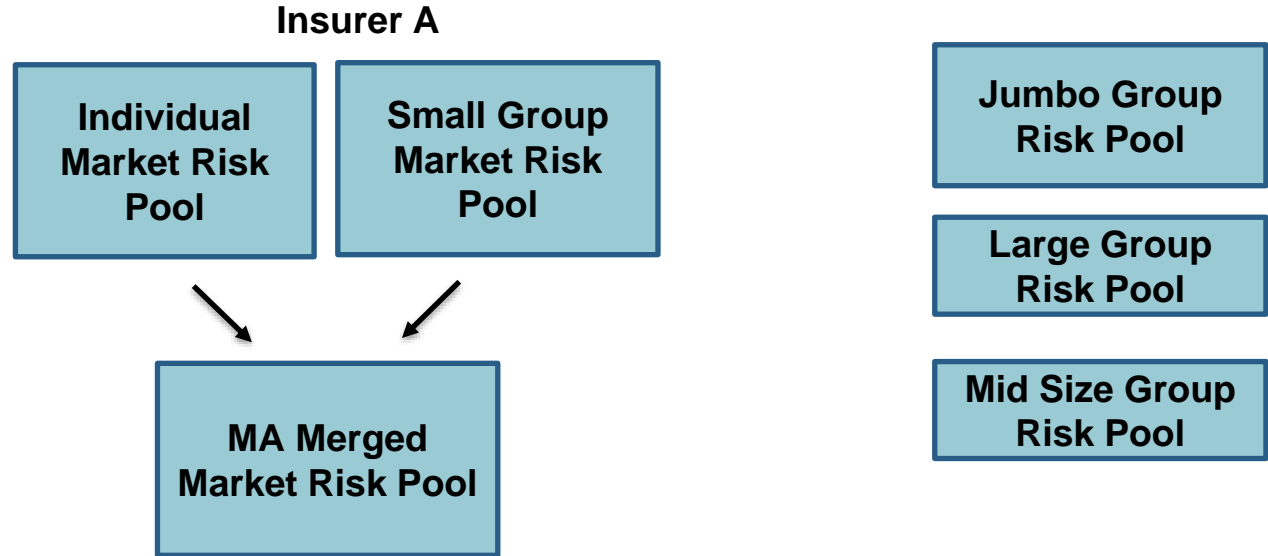 Insurer A
Individual
Market Risk
Pool
Small Group
Market Risk
Pool
MA Merged
Market Risk Pool
Jumbo Group
Risk Pool
Large Group
Risk Pool
Mid Size Group
Risk Pool